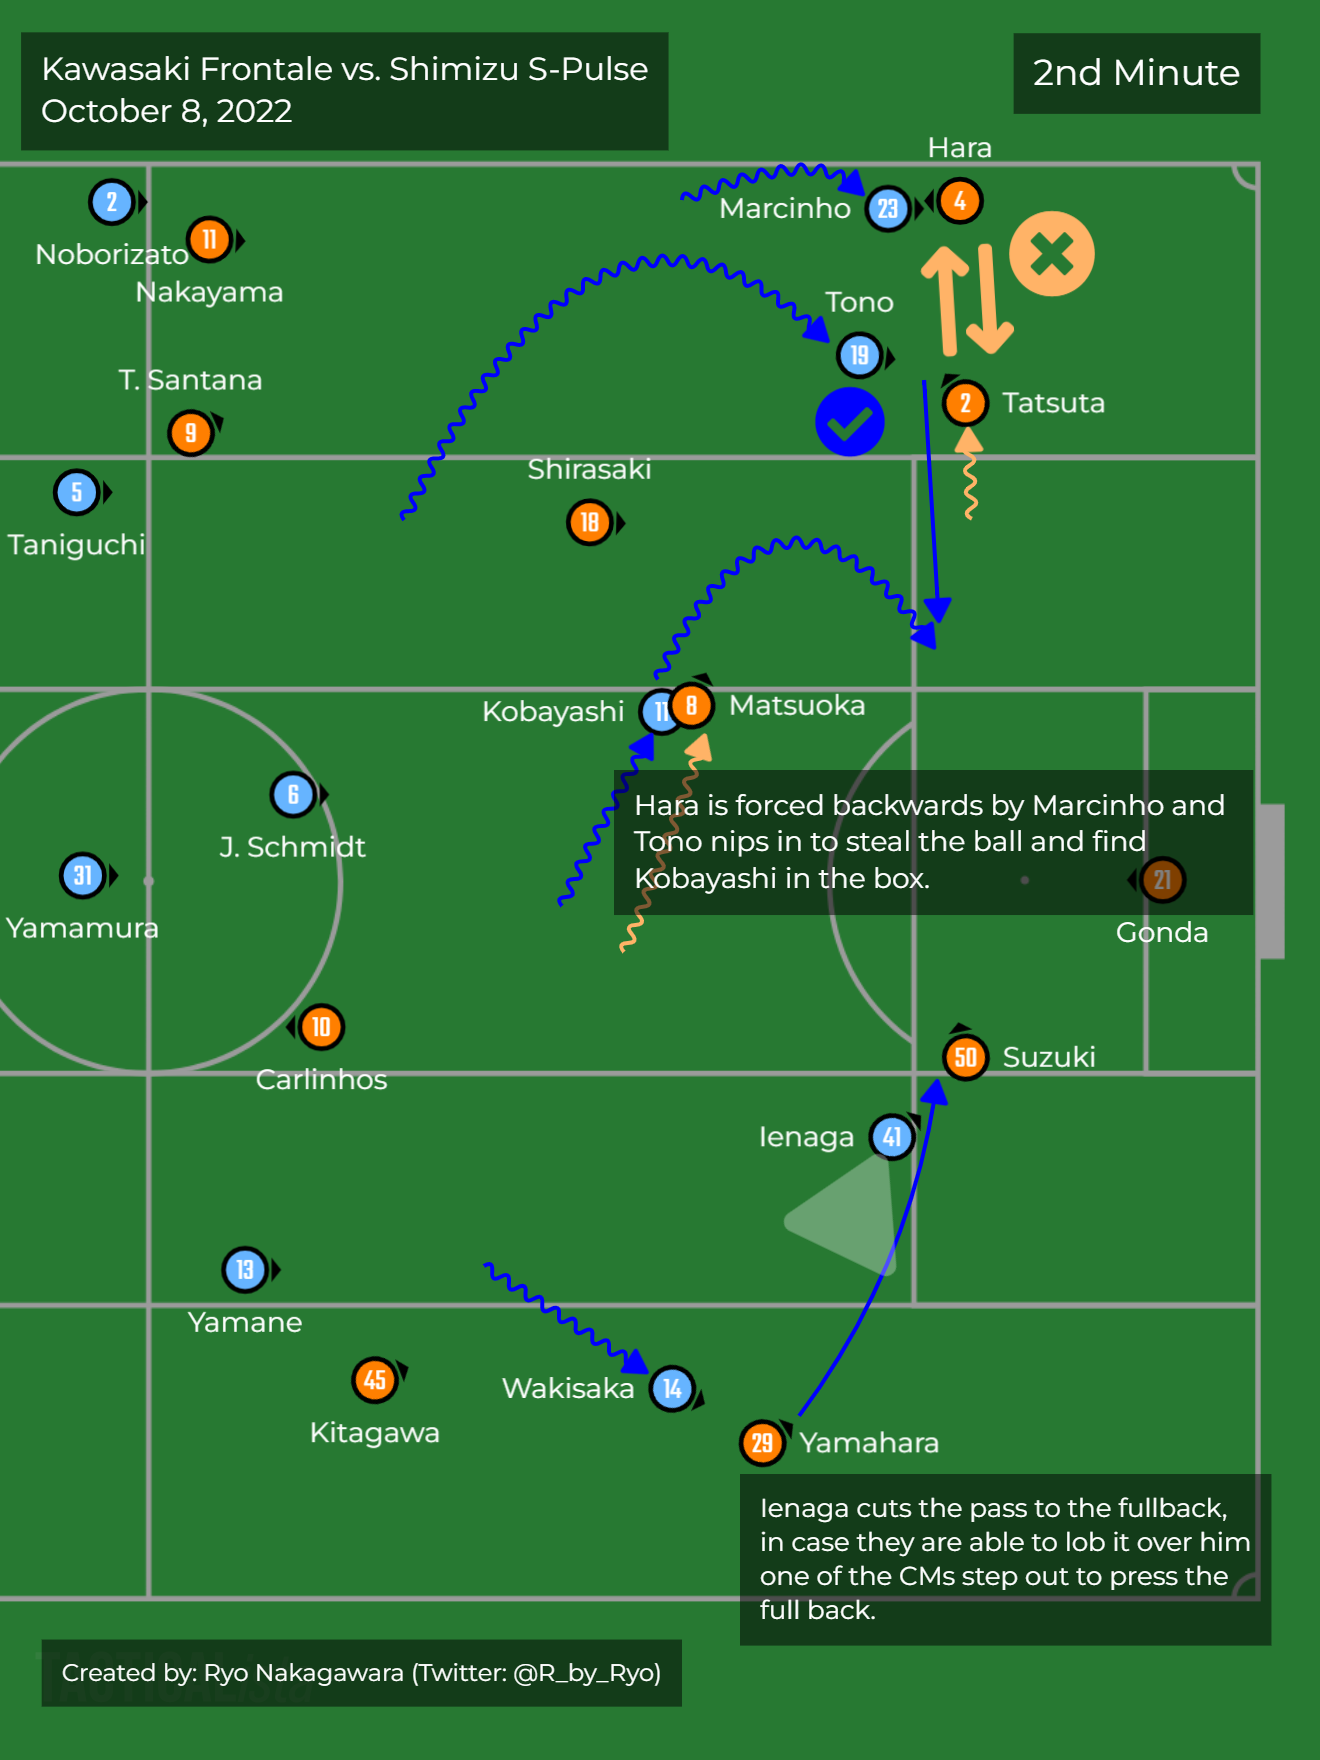 Kawasaki Frontale vs. Shimizu S-Pulse
October 8, 2022
2nd Minute
Hara
4
Marcinho
23
2
Noborizato
11
Nakayama
Tono
19
T. Santana
9
2
Tatsuta
Shirasaki
18
5
Taniguchi
Kobayashi
11
8
Matsuoka
6
J. Schmidt
Hara is forced backwards by Marcinho and
Tono nips in to steal the ball and find
Kobayashi in the box.
31
Yamamura
21
Gonda
10
Carlinhos
50
Suzuki
Ienaga
41
13
Yamane
45
Kitagawa
Wakisaka
14
29
Yamahara
Ienaga cuts the pass to the fullback,
in case they are able to lob it over him
one of the CMs step out to press the
full back.
Created by: Ryo Nakagawara (Twitter: @R_by_Ryo)